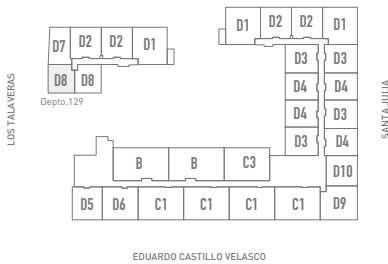 D1 D2 D2 D1
D7 D2 D2 D1
D3 D3
D8 D8
D4 D4
Depto.129
D4 D3
D3 D4
B B C3
D10
D5 D6 C1 C1 C1 C1 D9
LOS TALAVERAS
SANTA JULIA
EDUARDO CASTILLO VELASCO